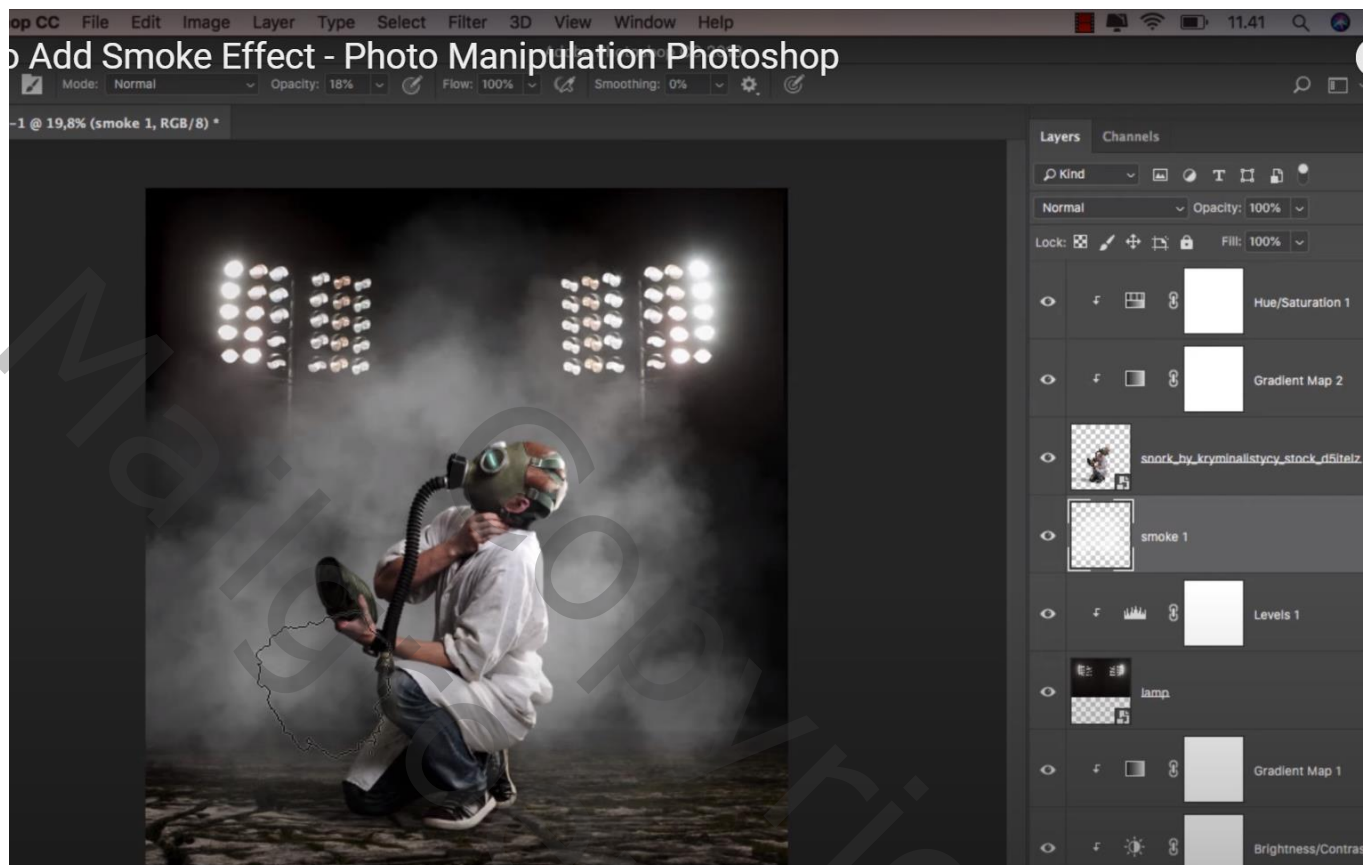 op CC File Edit Image Layer Type Select Filter 3D View Window Help 11.41
o Add Smoke Effect - Photo Manipulation Photoshop
Mode: Normal Opacity: 18% Flow: 100% Smoothing: 0%
-1 @ 19,8% (smoke 1, RGB/8) *
Layers Channels
Kind
Normal Opacity: 100%
Lock: Fill: 100%
Hue/Saturation 1
Gradient Map 2
snork_by_kryminalistycy_stock_d5itelz
smoke 1
Levels 1
lamp
Gradient Map 1
Brightness/Contras